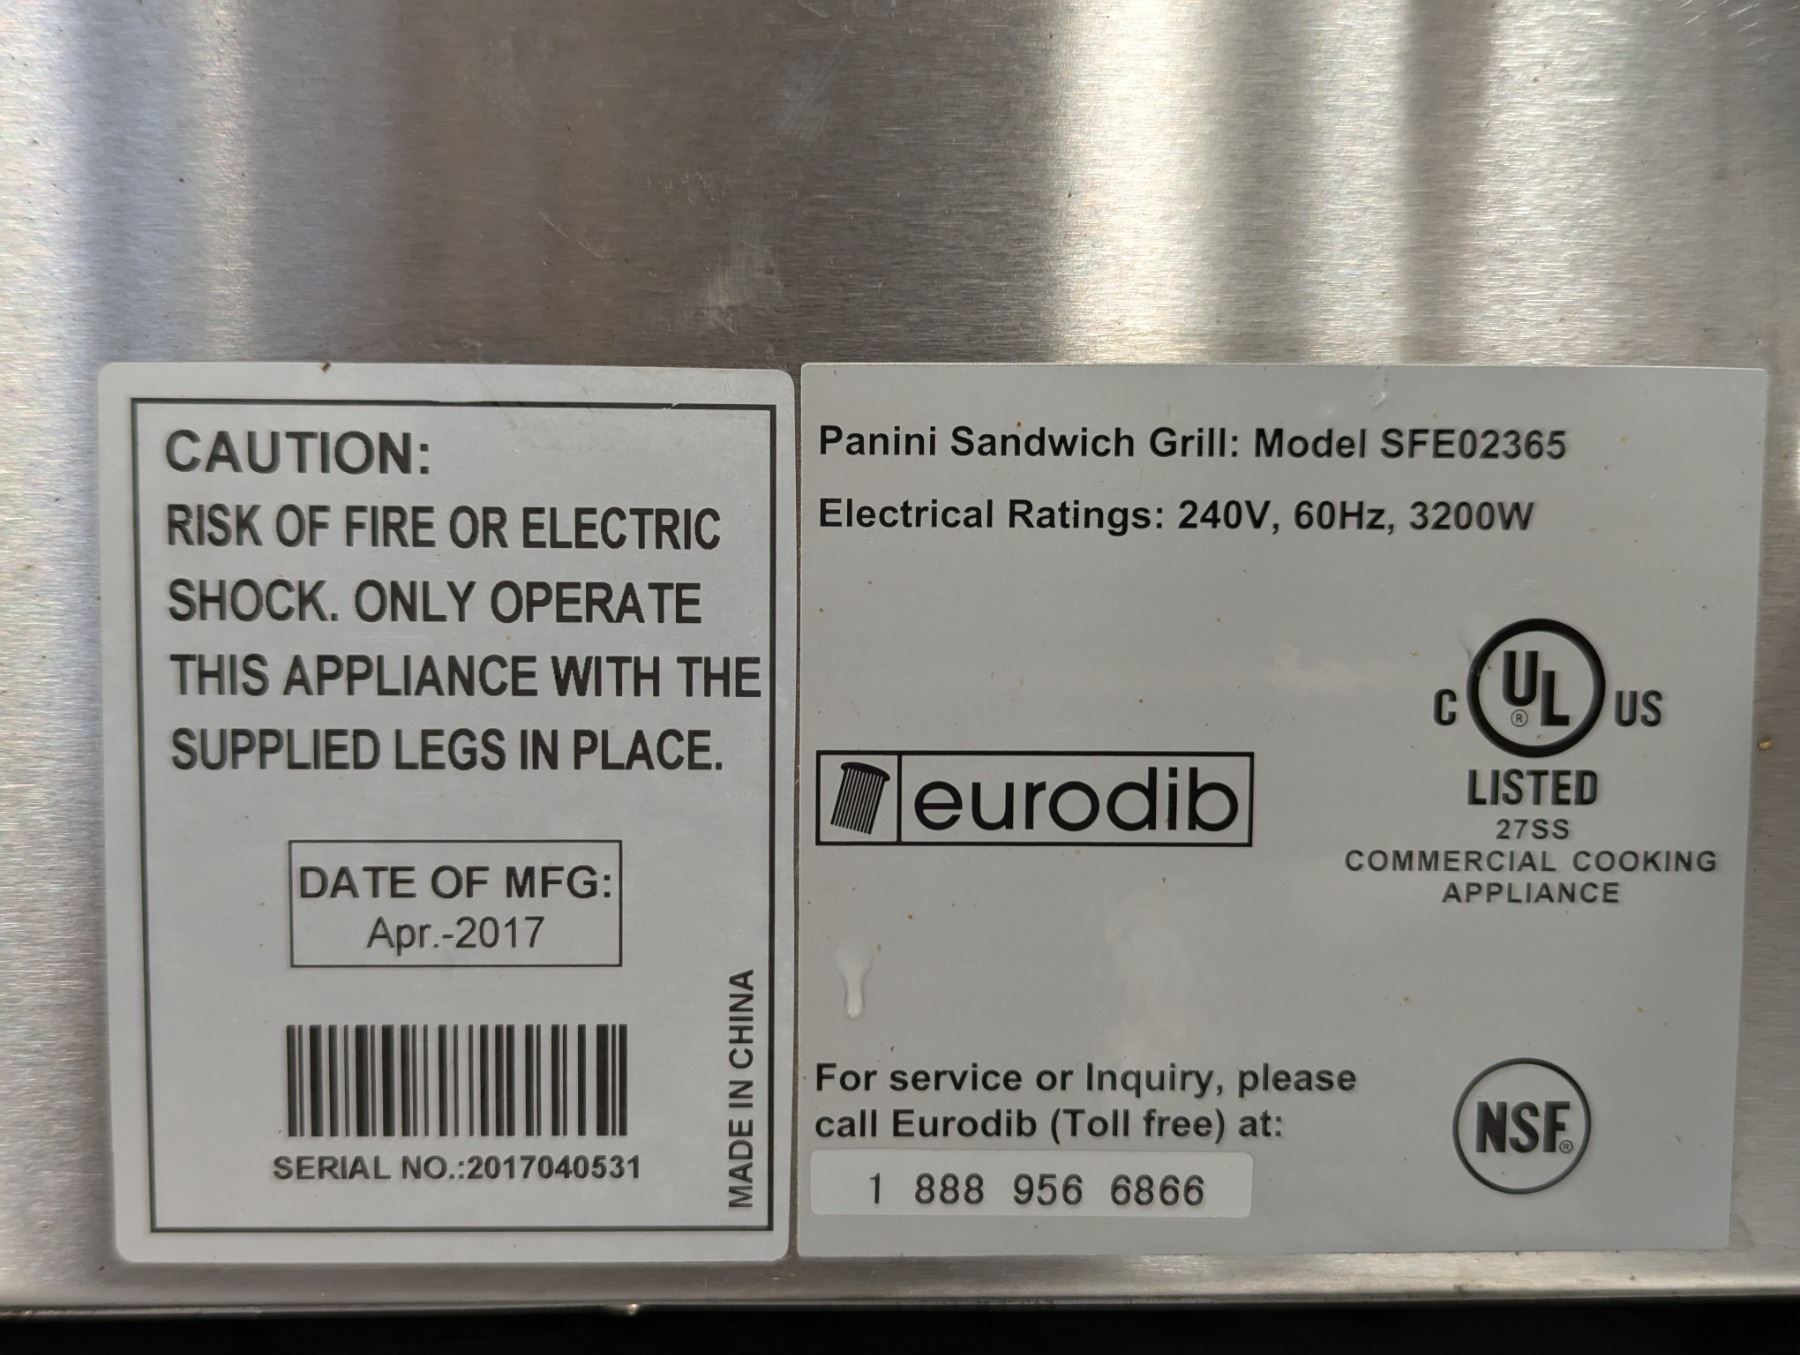 CAUTION:
RISK OF FIRE OR ELECTRIC
SHOCK. ONLY OPERATE
THIS APPLIANCE WITH THE
SUPPLIED LEGS IN PLACE.
DATE OF MFG:
Apr.-2017
SERIAL NO.:2017040531
MADE IN CHINA
Panini Sandwich Grill: Model SFE02365
Electrical Ratings: 240V, 60Hz, 3200W
C UL® US
LISTED
27SS
COMMERCIAL COOKING
APPLIANCE
eurodib
For service or Inquiry, please
call Eurodib (Toll free) at:
1 888 956 6866
NSF®